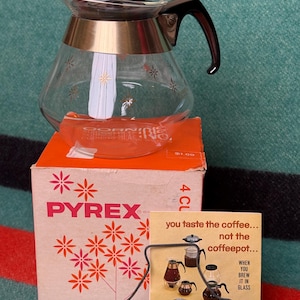 PYREX
4 CU
you taste the coffee...
not the
coffeepot...
WHEN
YOU
BREW
IT IN
GLASS